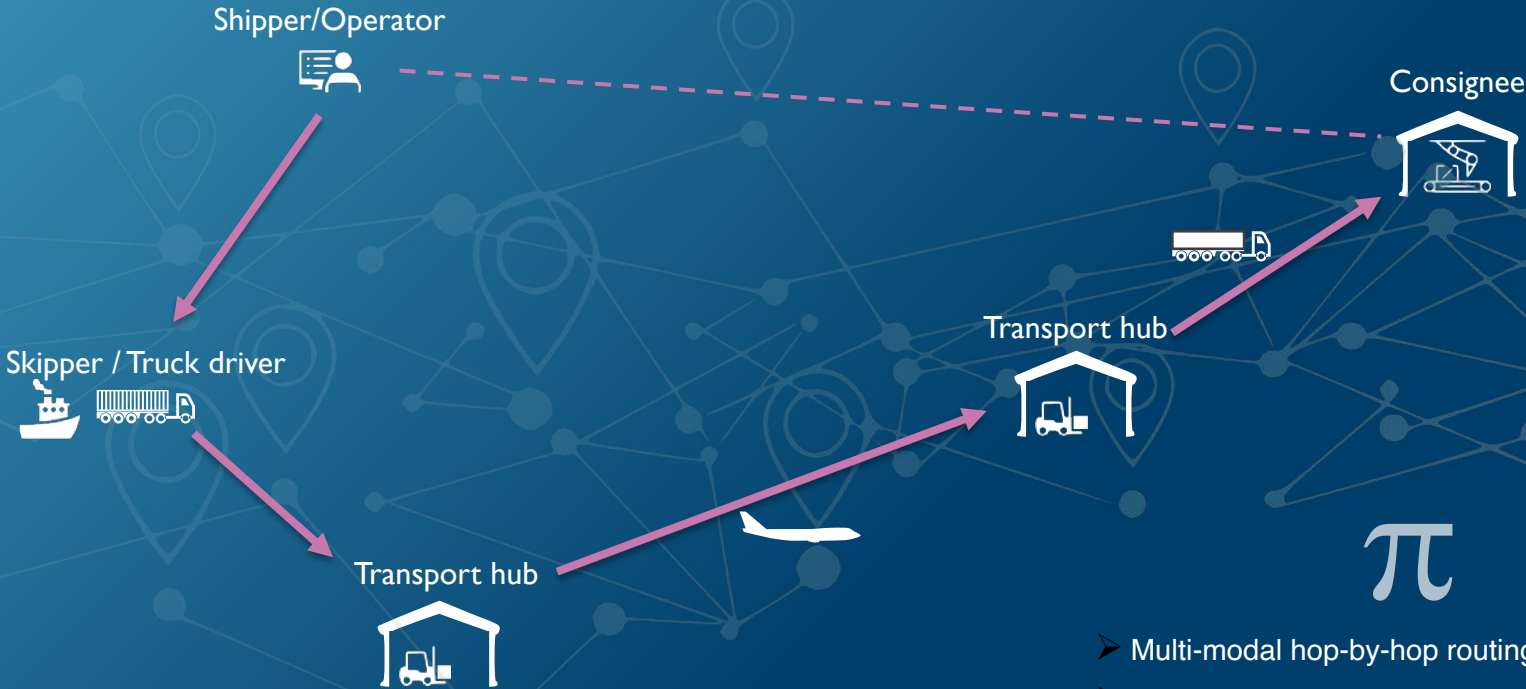 Shipper/Operator
Consignee
Transport hub
Skipper / Truck driver
Transport hub
π
Multi-modal hop-by-hop routing